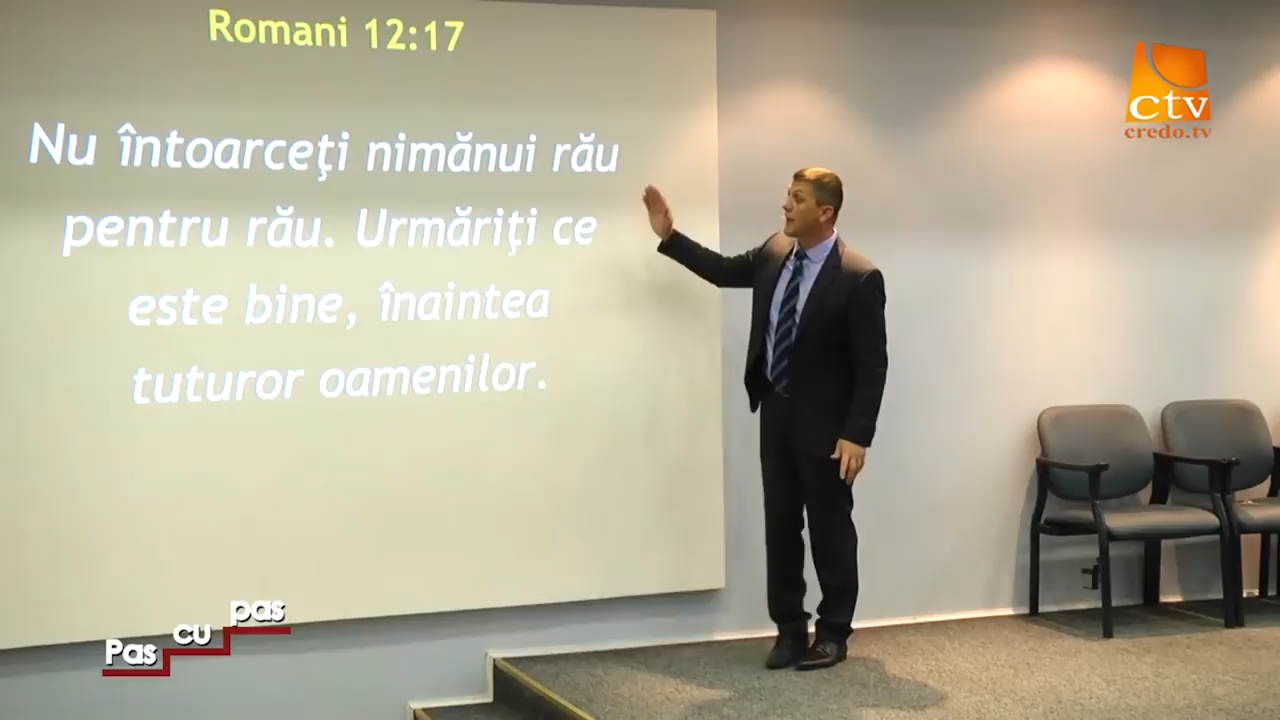 Romani 12:17
Nu întoarceţi nimănui rău
pentru rău. Urmăriţi ce
este bine, înaintea
tuturor oamenilor.
ctv
credo.tv
Pas cu pas